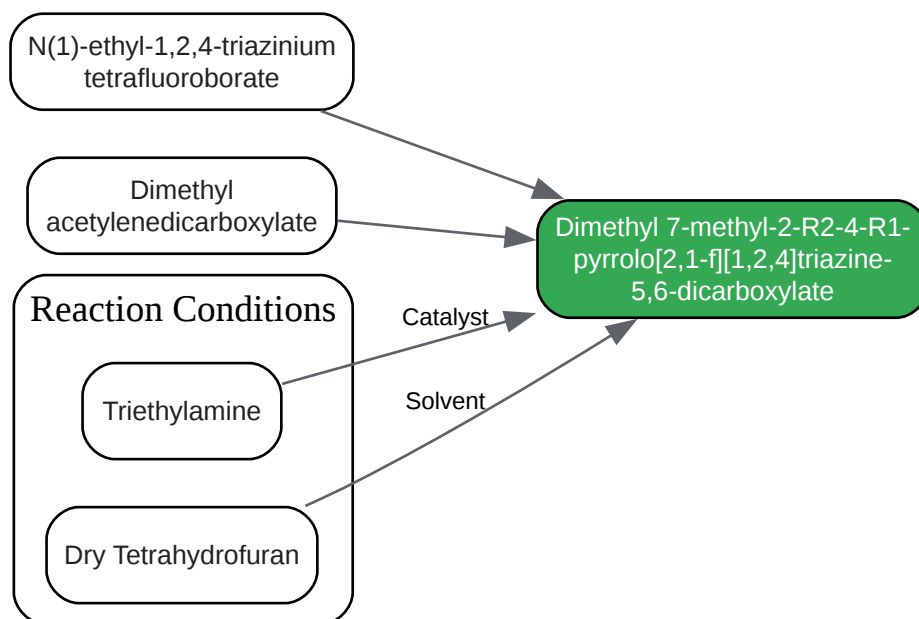 N(1)-ethyl-1,2,4-triazinium
tetrafluoroborate
Dimethyl
acetylenedicarboxylate
Dimethyl 7-methyl-2-R2-4-R1-
pyrrolo[2,1-f][1,2,4]triazine-
5,6-dicarboxylate
Reaction Conditions
Catalyst
Triethylamine
Solvent
Dry Tetrahydrofuran